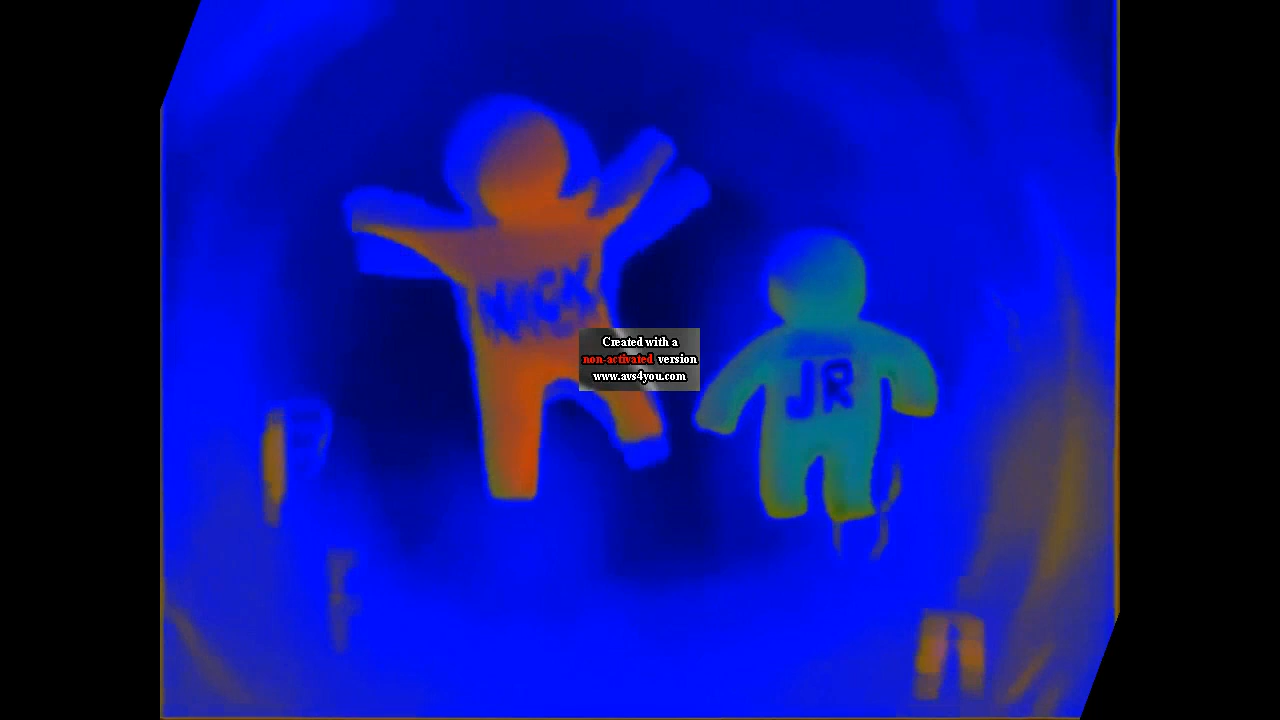 NICK
JR
Created with a
non-activated version
www.avs4you.com